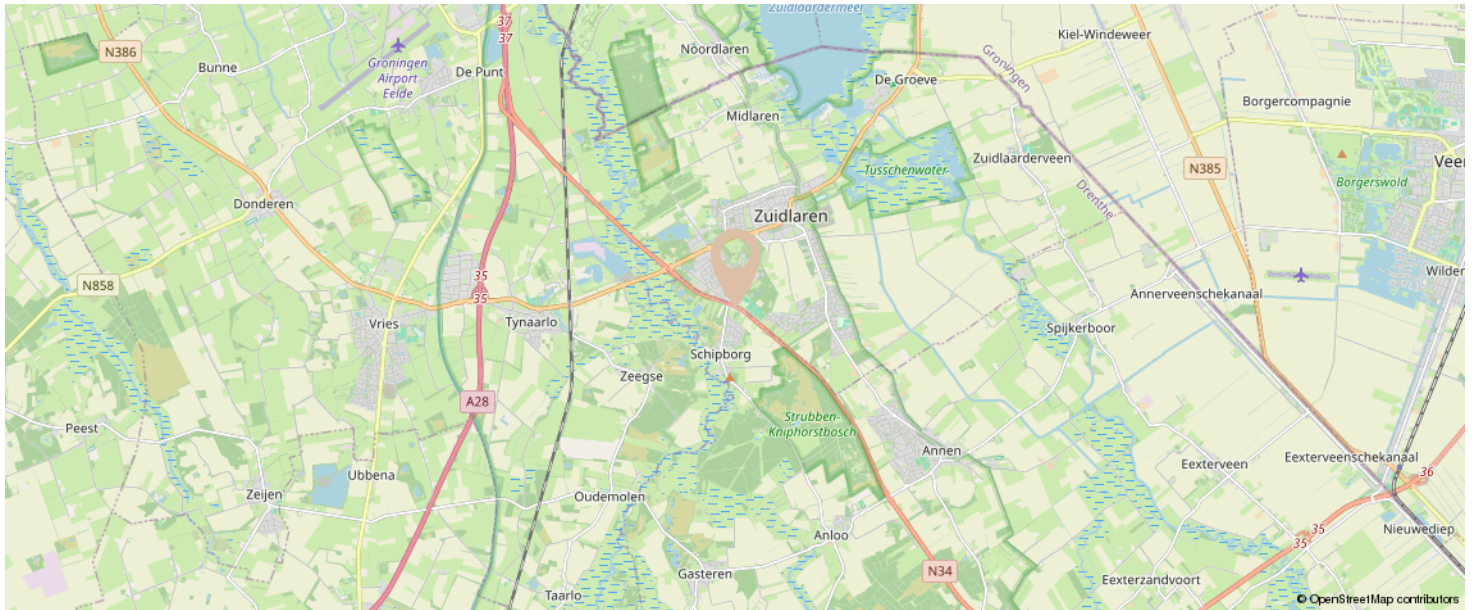 Zuidlaardermeer
37
37
N386
Noordlaren
Kiel-Windeweer
Bunne
Groningen
Airport
Eelde
De Punt
Groningen
De Groeve
Borgercompagnie
Midlaren
Zuidlaarderveen
Veen
N385
Tusschenwater
Borgerswold
Drenthe
Donderen
Zuidlaren
35
35
N858
Wilder
Annerveenschekanaal
Vries
Tynaarlo
Spijkerboor
Schipborg
Zeegse
A28
Strubben-
Kniphorstbosch
Peest
Annen
Eexterveen
Eexterveenschekanaal
36
Ubbena
Zeijen
Oudemolen
Anloo
35
35
Nieuwediep
Gasteren
N34
Eexterzandvoort
Taarlo
© OpenStreetMap contributors